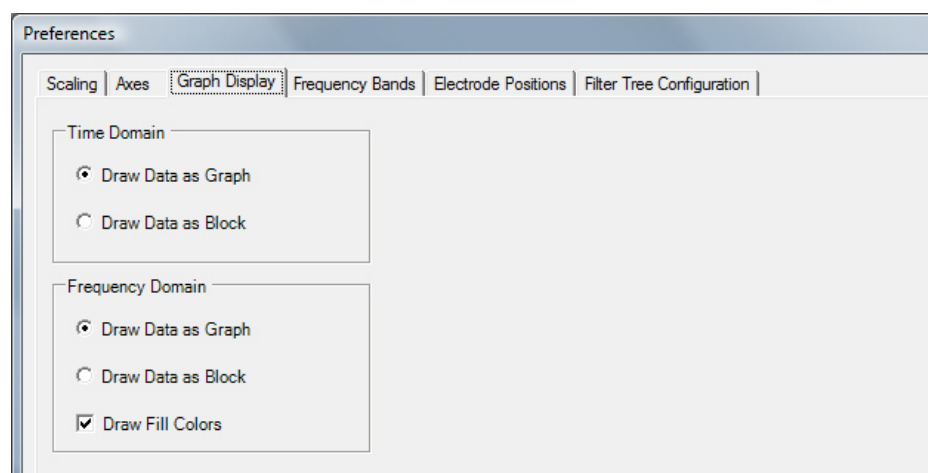 Preferences
Scaling Axes Graph Display Frequency Bands Electrode Positions Filter Tree Configuration
Time Domain
Draw Data as Graph
Draw Data as Block
Frequency Domain
Draw Data as Graph
Draw Data as Block
Draw Fill Colors